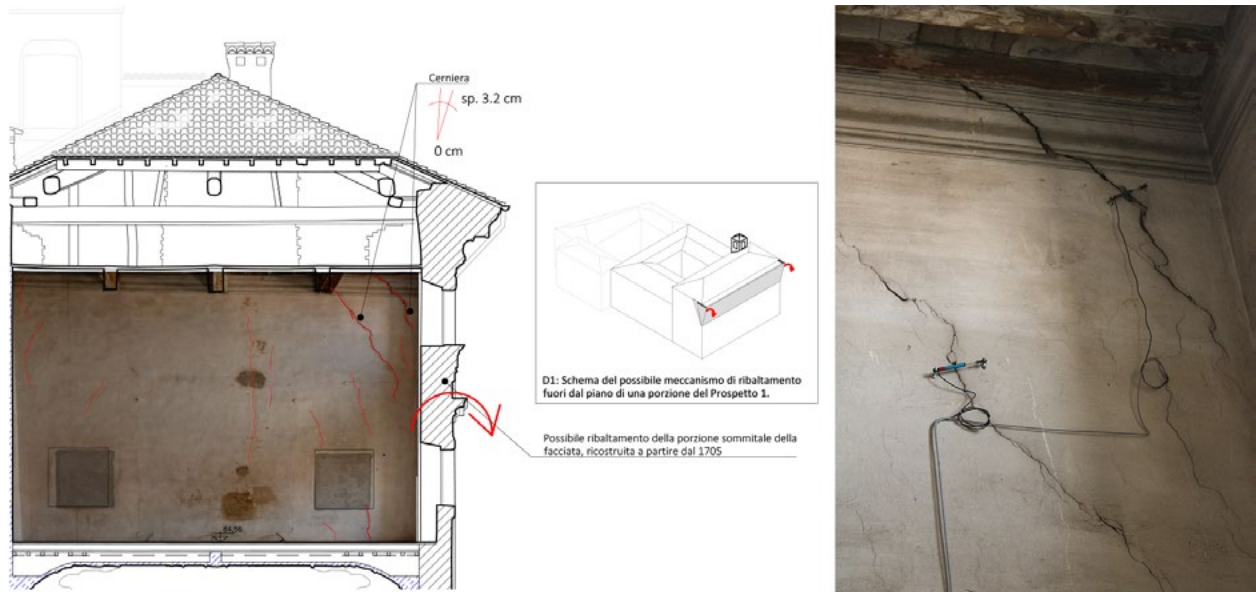 Cerniera
sp. 3.2 cm
0 cm
D1: Schema del possibile meccanismo di ribaltamento
fuori dal piano di una porzione del Prospetto 1.
Possibile ribaltamento della porzione sommitale della
facciata, ricostruita a partire dal 1705